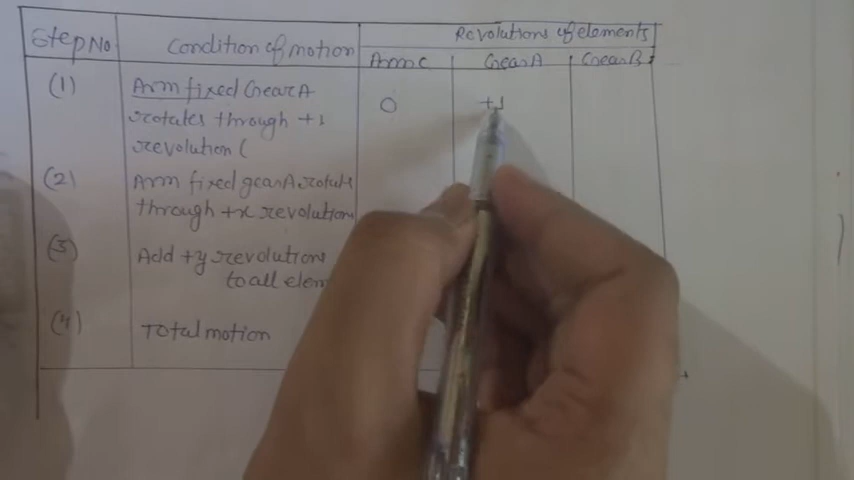 Step No Condition of motion Revolutions of elements
Arm C Gear A Gear B
(1) Arm fixed Gear A 0 +1
rotates through +1
revolution (
(2) Arm fixed gear A rotate
through +x revolution
(3) Add +y revolutions
to all elem
(4) Total motion